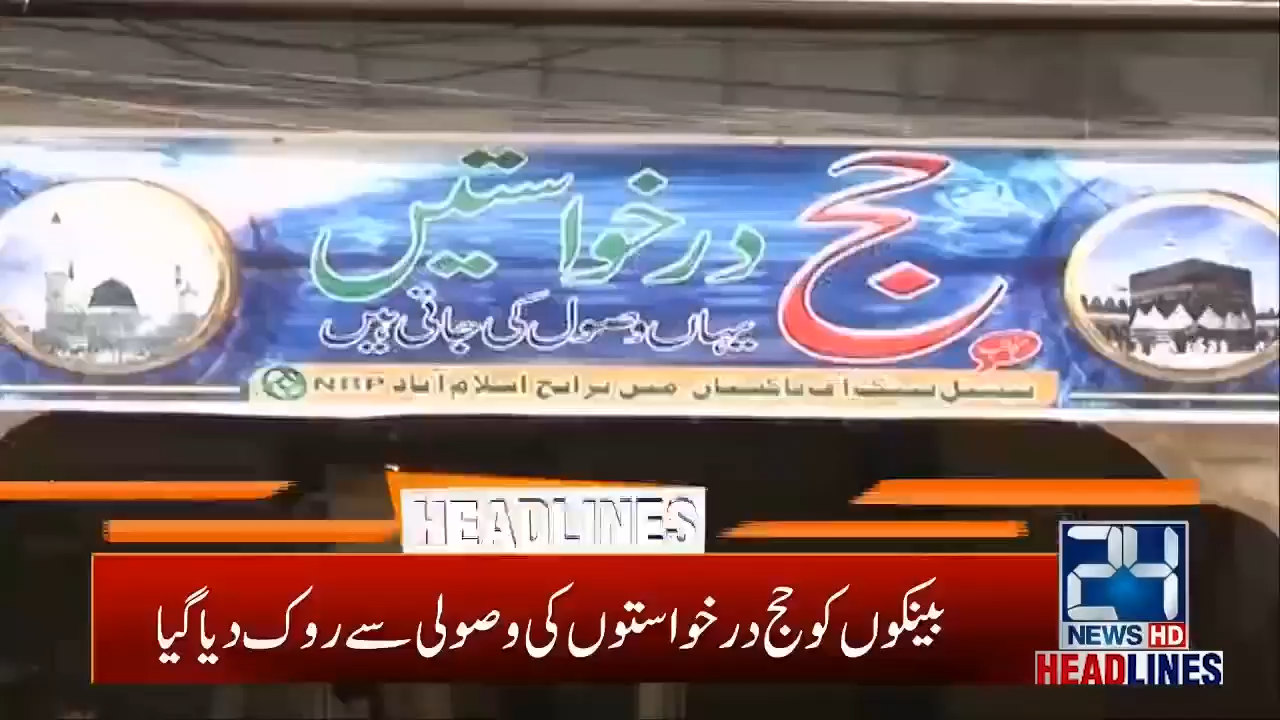 حج درخواستیں
یہاں وصول کی جاتی ہیں
نیشنل بینک آف پاکستان مین برانچ اسلام آباد NBP
HEADLINES
بینکوں کو حج درخواستوں کی وصولی سے روک دیا گیا
24
NEWS HD
HEADLINES